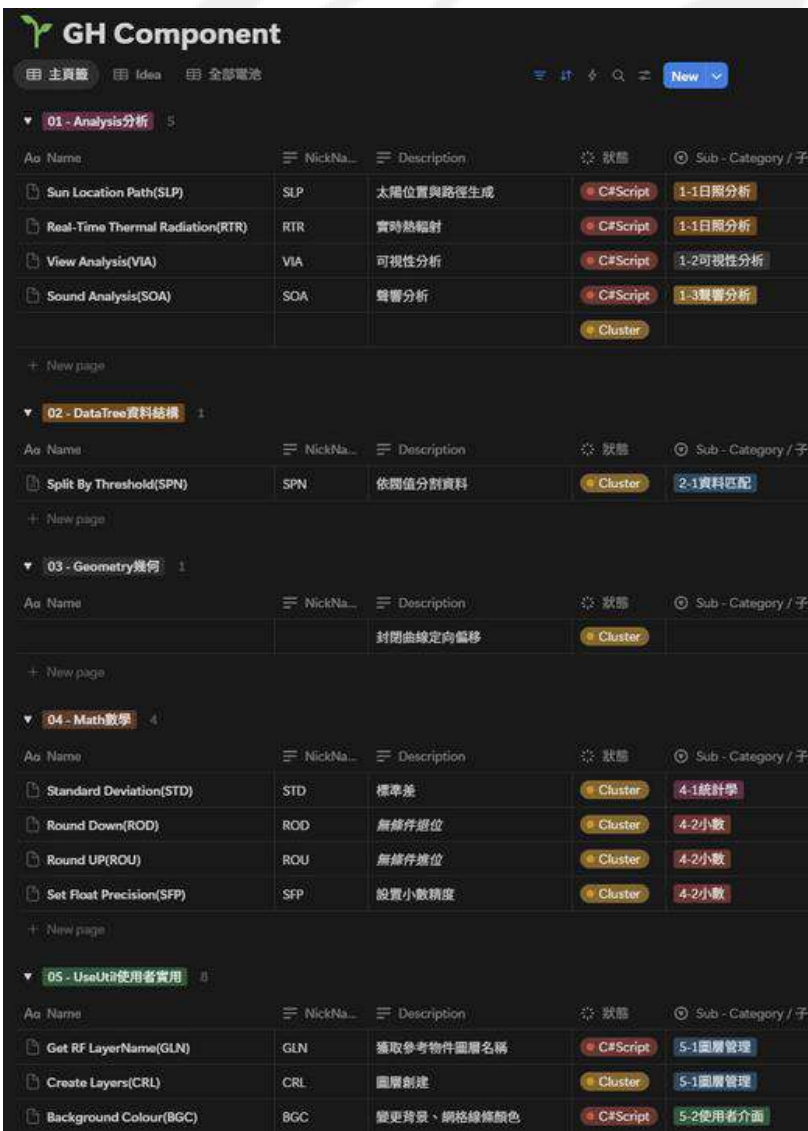 GH Component
主頁籤 Idea 全部電池 New
01 - Analysis分析 5
Aa Name NickNa... Description 狀態 Sub - Category / 子
Sun Location Path(SLP) SLP 太陽位置與路徑生成 C#Script 1-1日照分析
Real-Time Thermal Radiation(RTR) RTR 實時熱輻射 C#Script 1-1日照分析
View Analysis(VIA) VIA 可視性分析 C#Script 1-2可視性分析
Sound Analysis(SOA) SOA 聲響分析 C#Script 1-3聲響分析
Cluster
+ New page
02 - DataTree資料結構 1
Aa Name NickNa... Description 狀態 Sub - Category / 子
Split By Threshold(SPN) SPN 依閥值分割資料 Cluster 2-1資料匹配
+ New page
03 - Geometry幾何 1
Aa Name NickNa... Description 狀態 Sub - Category / 子
封閉曲線定向偏移 Cluster
+ New page
04 - Math數學 4
Aa Name NickNa... Description 狀態 Sub - Category / 子
Standard Deviation(STD) STD 標準差 Cluster 4-1統計學
Round Down(ROD) ROD 無條件退位 Cluster 4-2小數
Round UP(ROU) ROU 無條件進位 Cluster 4-2小數
Set Float Precision(SFP) SFP 設置小數精度 Cluster 4-2小數
+ New page
05 - UseUtil使用者實用 8
Aa Name NickNa... Description 狀態 Sub - Category / 子
Get RF LayerName(GLN) GLN 獲取參考物件圖層名稱 C#Script 5-1圖層管理
Create Layers(CRL) CRL 圖層創建 Cluster 5-1圖層管理
Background Colour(BGC) BGC 變更背景、網格線條顏色 C#Script 5-2使用者介面